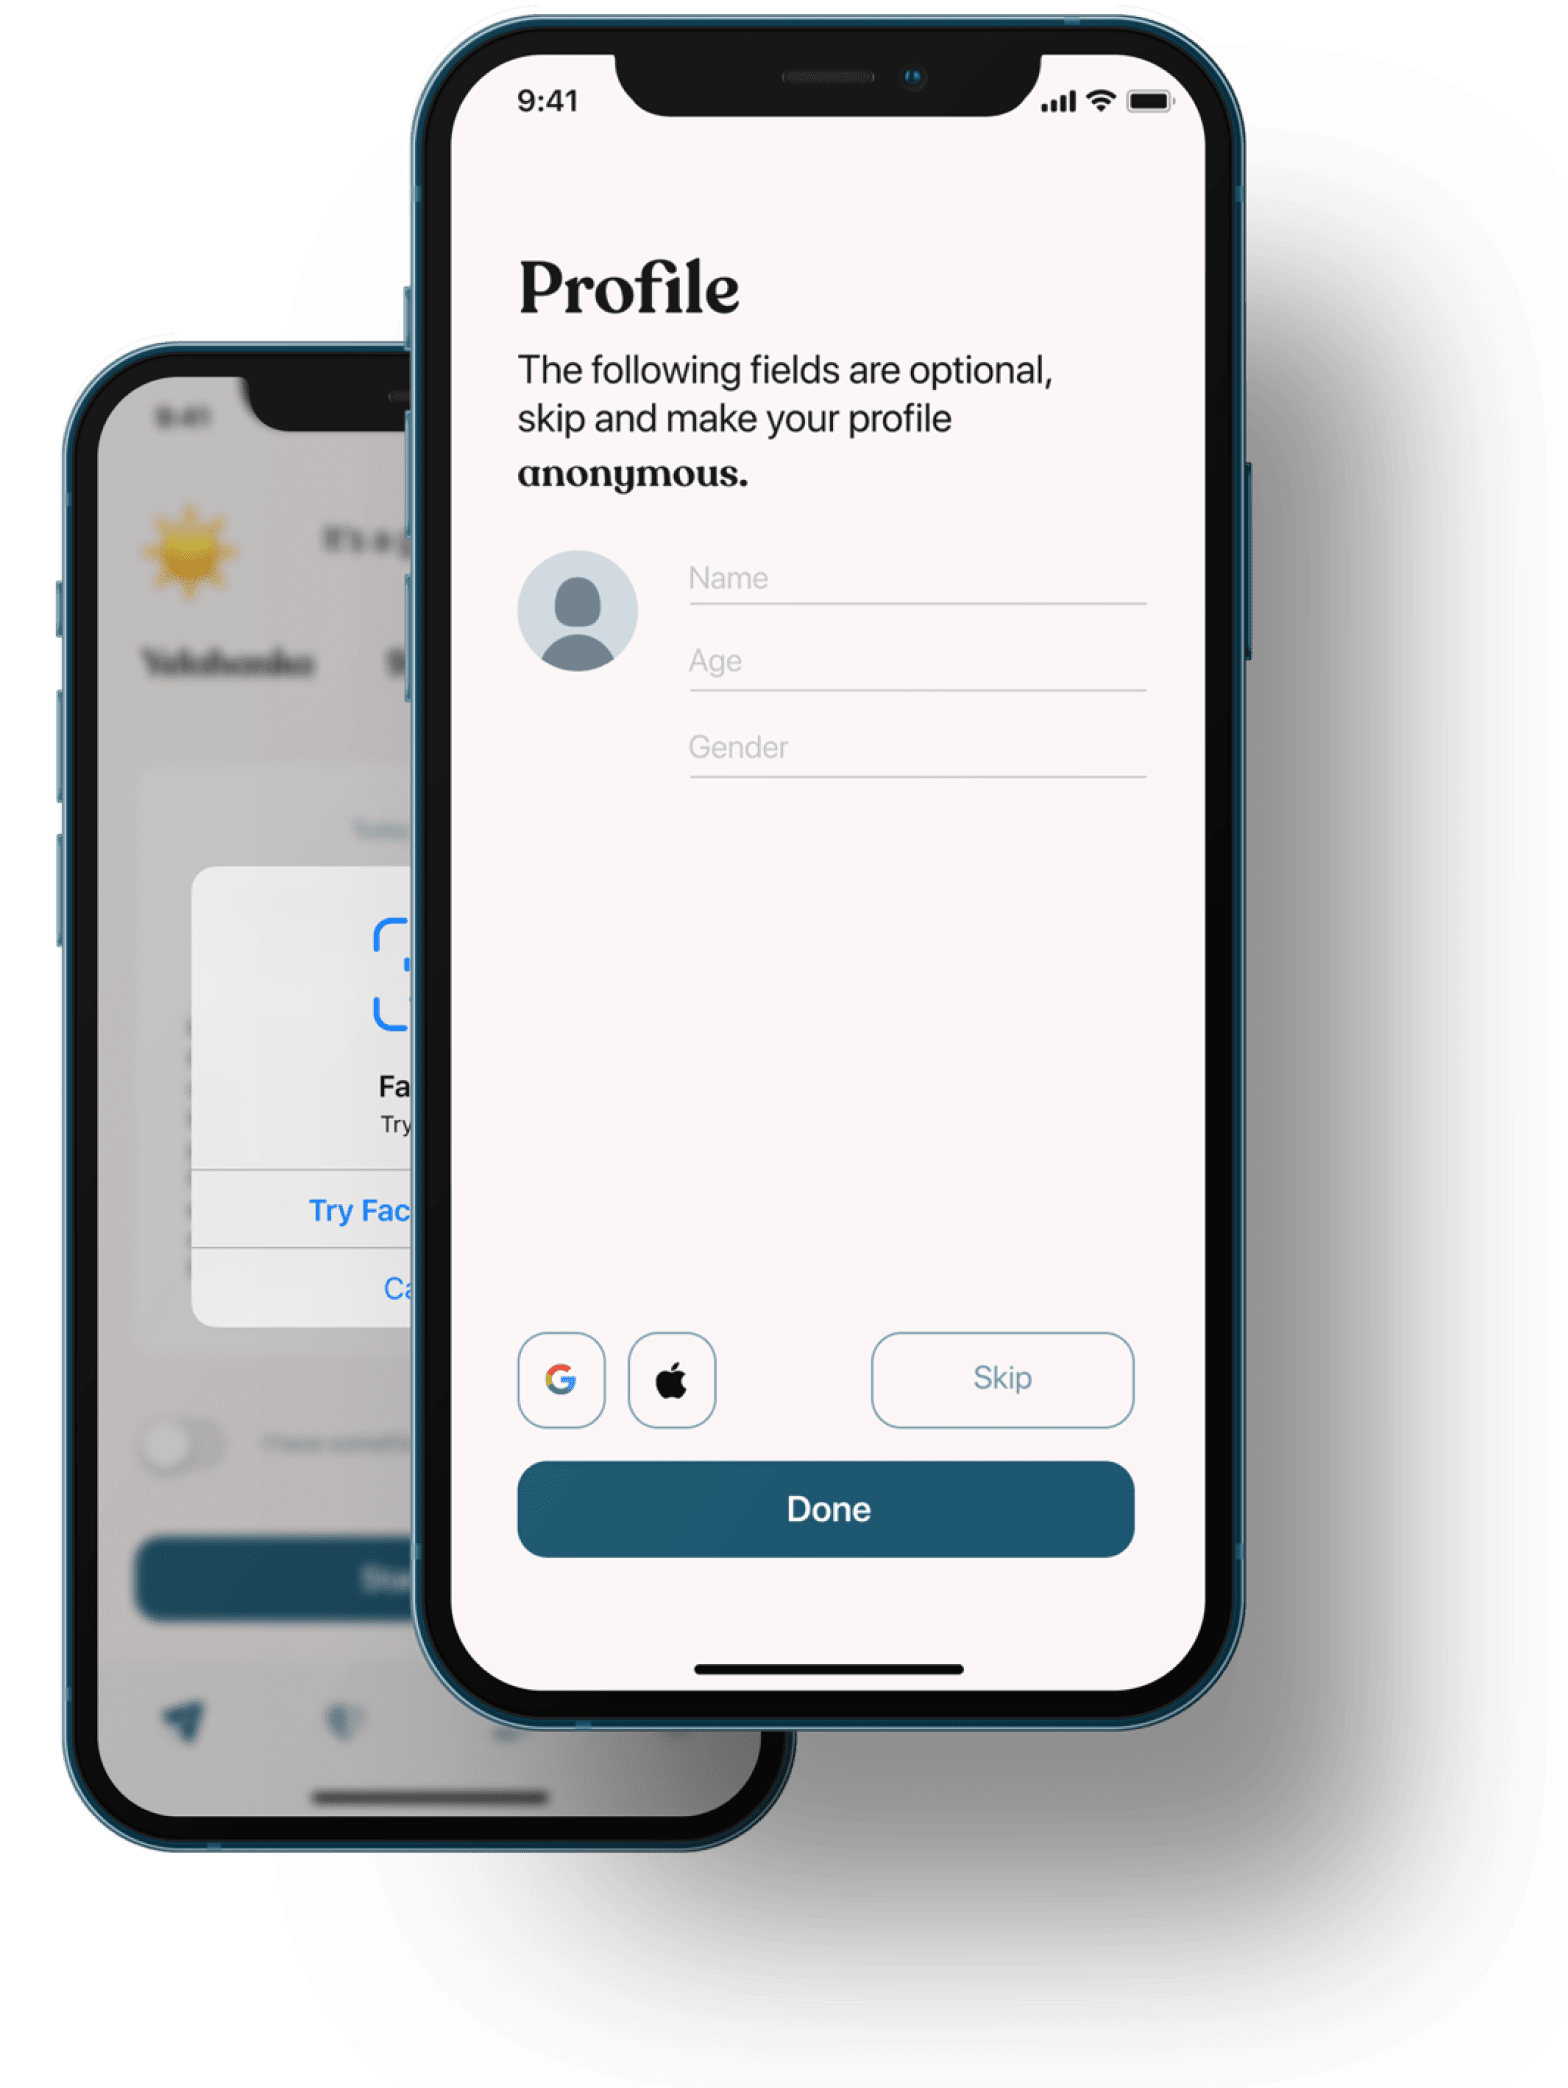 9:41
Profile
The following fields are optional,
skip and make your profile
anonymous.
Name
Age
Gender
Skip
Done
9:41
It's a
Fa
Try
Try Fac
Ca